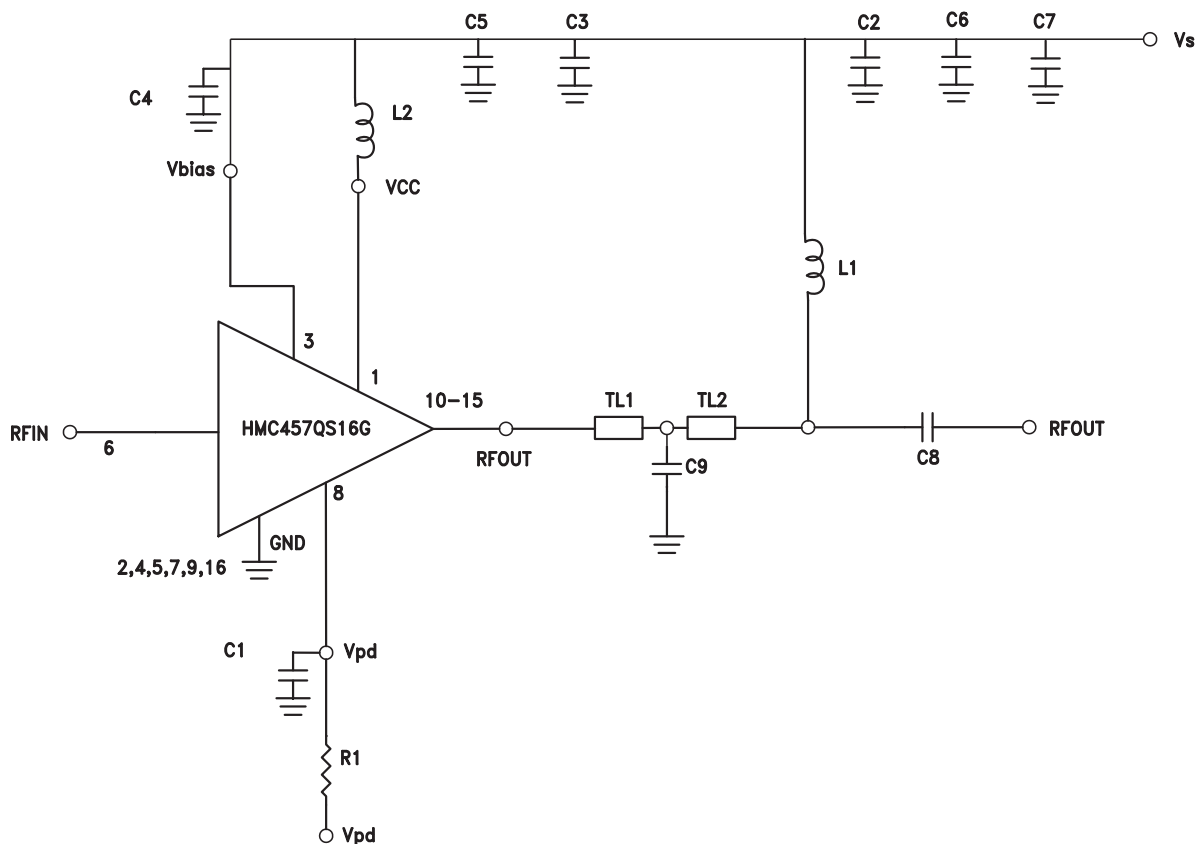 C5
C3
C2
C6
C7
Vs
C4
L2
Vbias
VCC
L1
3
1
10–15
TL1
TL2
RFIN
6
HMC457QS16G
RFOUT
C9
C8
RFOUT
8
GND
2,4,5,7,9,16
C1
Vpd
R1
Vpd